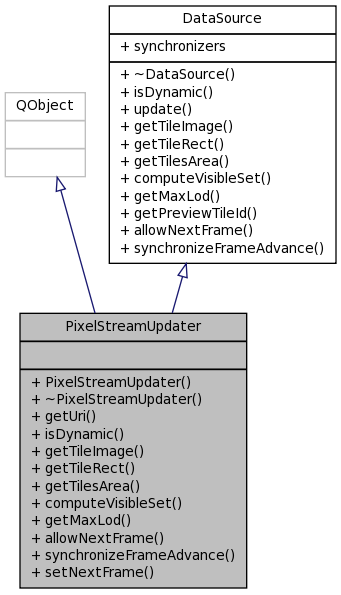 DataSource
+ synchronizers
+ ~DataSource()
+ isDynamic()
+ update()
+ getTileImage()
+ getTileRect()
+ getTilesArea()
+ computeVisibleSet()
+ getMaxLod()
+ getPreviewTileId()
+ allowNextFrame()
+ synchronizeFrameAdvance()
QObject
PixelStreamUpdater
+ PixelStreamUpdater()
+ ~PixelStreamUpdater()
+ getUri()
+ isDynamic()
+ getTileImage()
+ getTileRect()
+ getTilesArea()
+ computeVisibleSet()
+ getMaxLod()
+ allowNextFrame()
+ synchronizeFrameAdvance()
+ setNextFrame()